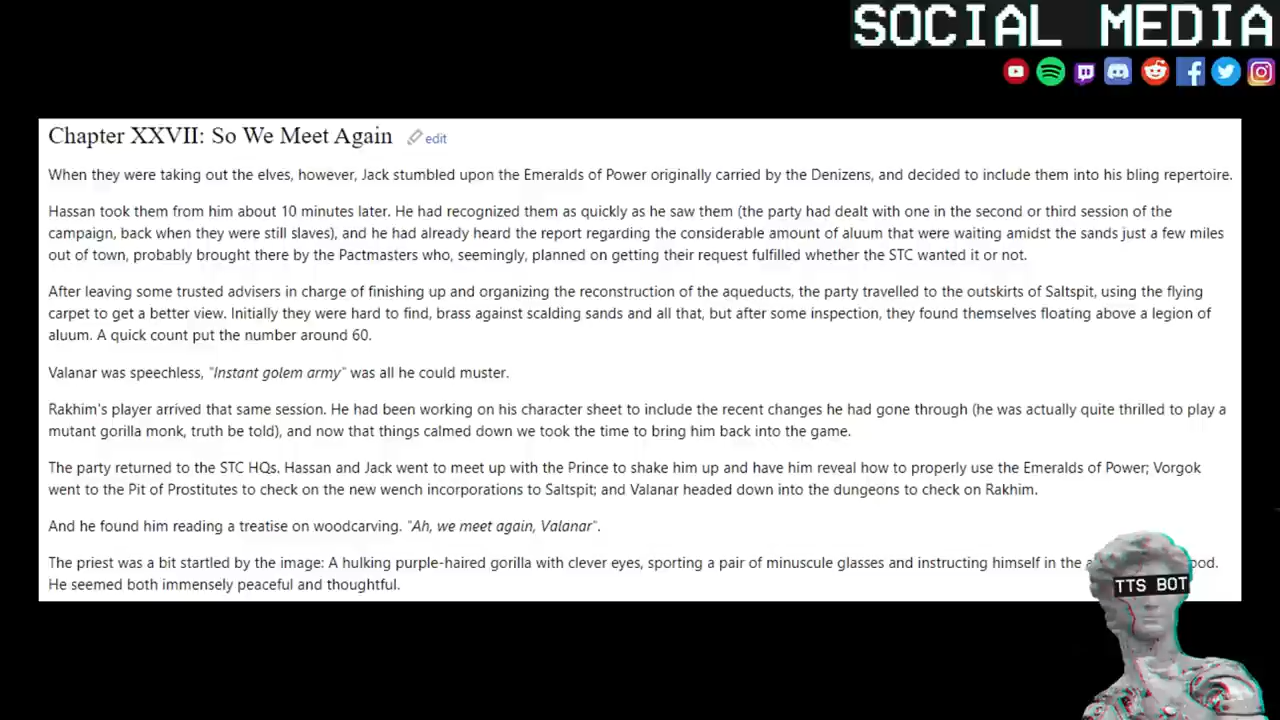 SOCIAL MEDIA
Chapter XXVII: So We Meet Again edit
When they were taking out the elves, however, Jack stumbled upon the Emeralds of Power originally carried by the Denizens, and decided to include them into his bling repertoire.
Hassan took them from him about 10 minutes later. He had recognized them as quickly as he saw them (the party had dealt with one in the second or third session of the
campaign, back when they were still slaves), and he had already heard the report regarding the considerable amount of aluum that were waiting amidst the sands just a few miles
out of town, probably brought there by the Pactmasters who, seemingly, planned on getting their request fulfilled whether the STC wanted it or not.
After leaving some trusted advisers in charge of finishing up and organizing the reconstruction of the aqueducts, the party travelled to the outskirts of Saltspit, using the flying
carpet to get a better view. Initially they were hard to find, brass against scalding sands and all that, but after some inspection, they found themselves floating above a legion of
aluum. A quick count put the number around 60.
Valanar was speechless, "Instant golem army" was all he could muster.
Rakhim's player arrived that same session. He had been working on his character sheet to include the recent changes he had gone through (he was actually quite thrilled to play a
mutant gorilla monk, truth be told), and now that things calmed down we took the time to bring him back into the game.
The party returned to the STC HQs. Hassan and Jack went to meet up with the Prince to shake him up and have him reveal how to properly use the Emeralds of Power; Vorgok
went to the Pit of Prostitutes to check on the new wench incorporations to Saltspit; and Valanar headed down into the dungeons to check on Rakhim.
And he found him reading a treatise on woodcarving. "Ah, we meet again, Valanar".
The priest was a bit startled by the image: A hulking purple-haired gorilla with clever eyes, sporting a pair of minuscule glasses and instructing himself in the
He seemed both immensely peaceful and thoughtful.
TTS BOT